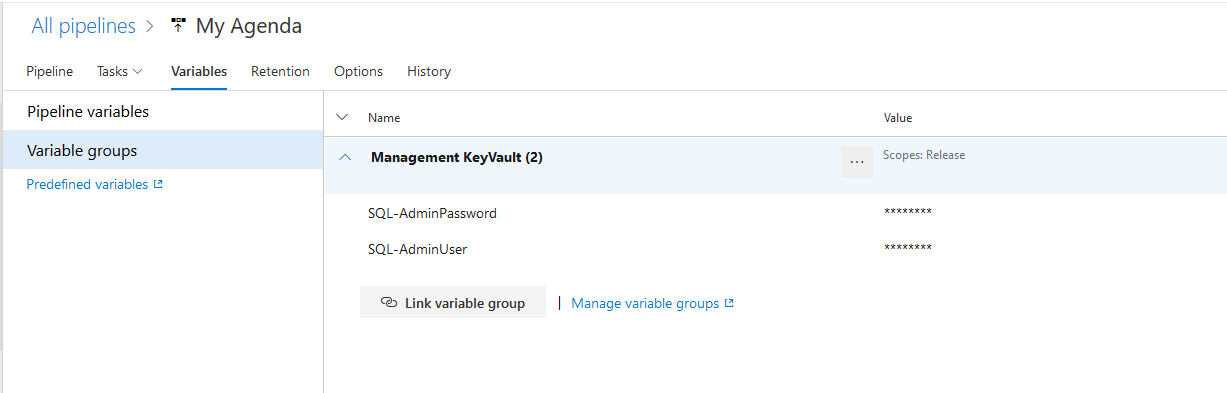 All pipelines > My Agenda
Pipeline Tasks Variables Retention Options History
Pipeline variables
Variable groups
Predefined variables
Name Value
Management KeyVault (2) ... Scopes: Release
SQL-AdminPassword ********
SQL-AdminUser ********
Link variable group | Manage variable groups